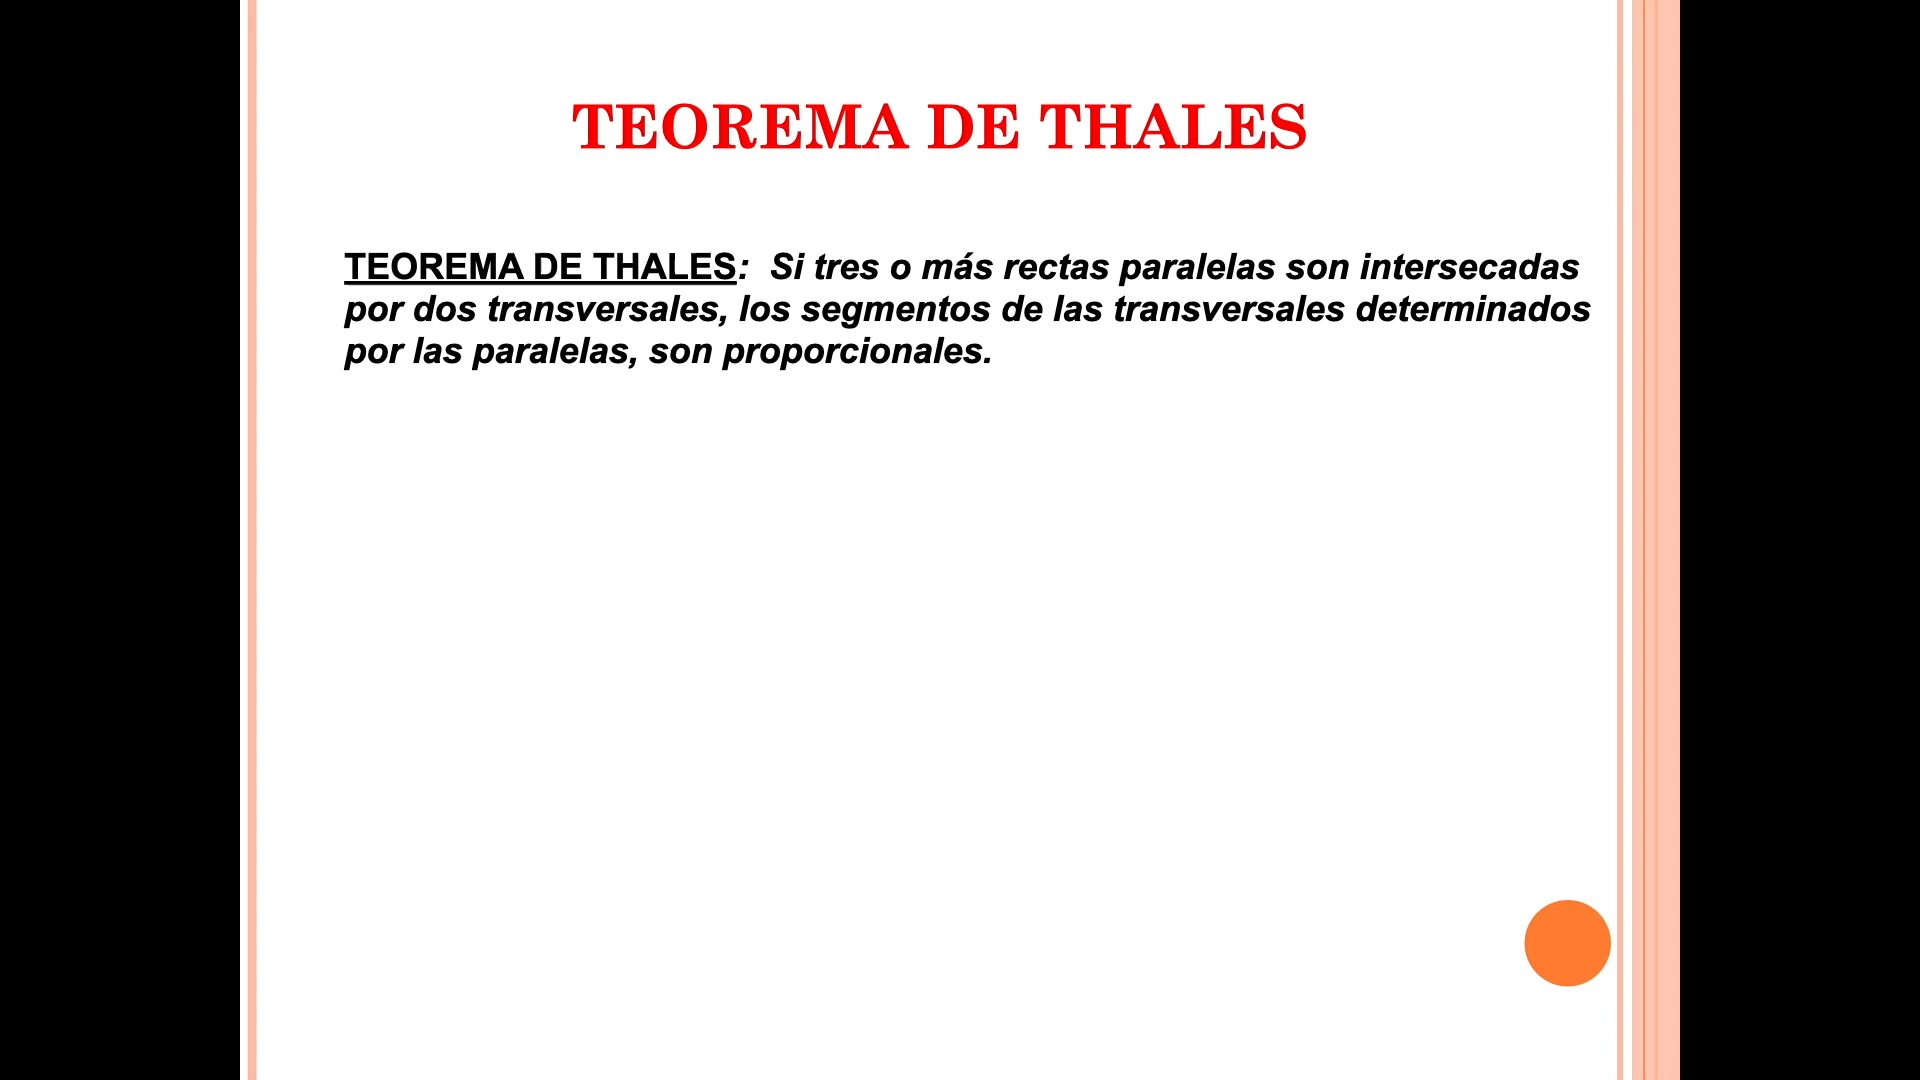 TEOREMA DE THALES
TEOREMA DE THALES:  Si tres o más rectas paralelas son intersecadas
por dos transversales, los segmentos de las transversales determinados
por las paralelas, son proporcionales.